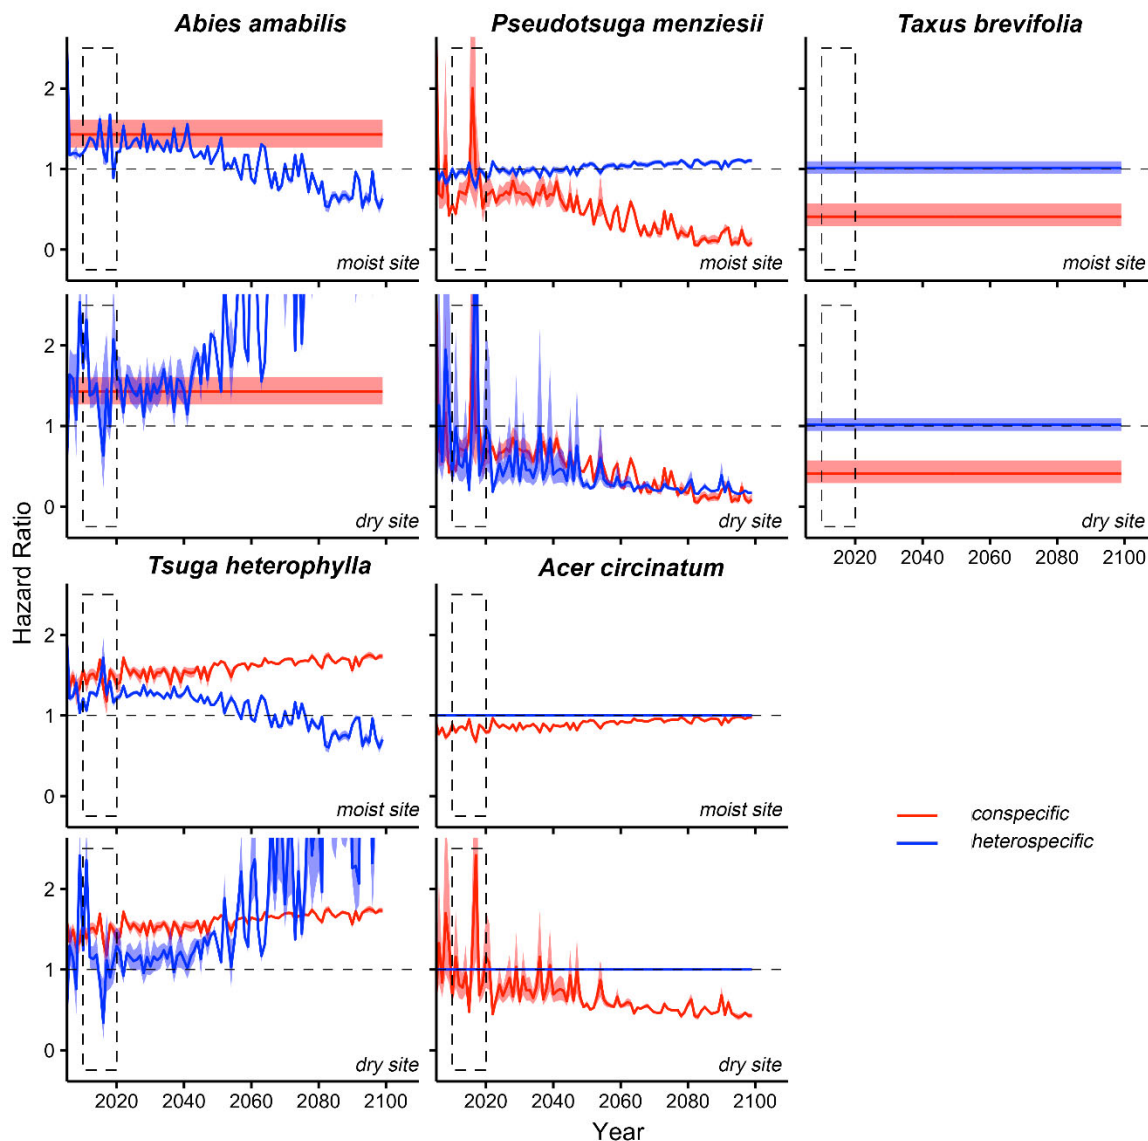 Abies amabilis
Pseudotsuga menziesii
Taxus brevifolia
2
1
0
moist site
moist site
moist site
2
1
0
dry site
dry site
dry site
2020 2040 2060 2080 2100
Hazard Ratio
Tsuga heterophylla
Acer circinatum
2
1
0
moist site
moist site
conspecific
heterospecific
2
1
0
dry site
dry site
2020 2040 2060 2080 2100
2020 2040 2060 2080 2100
Year